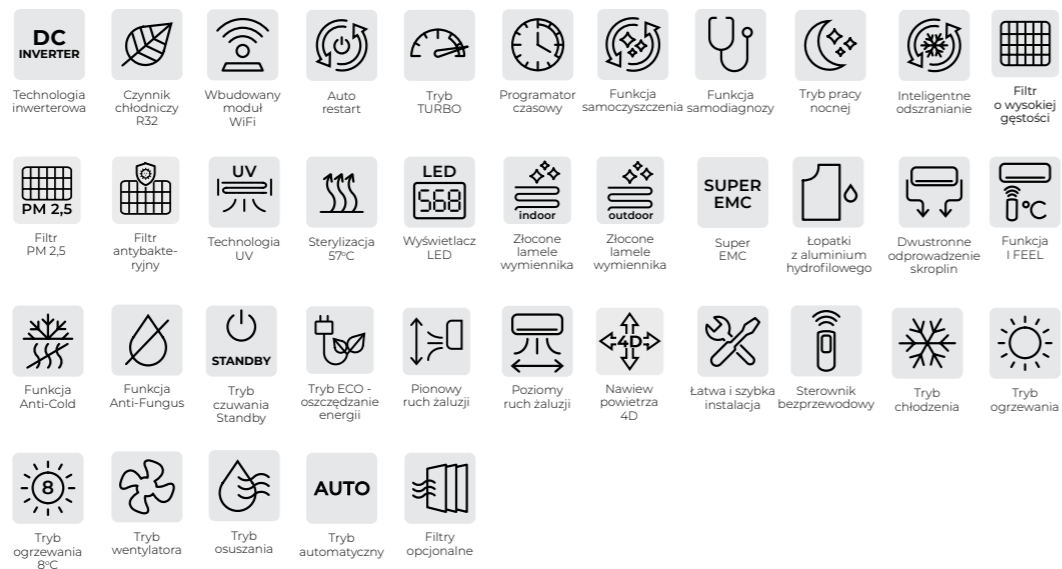 DC
INVERTER
Technologia
inwerterowa
Czynnik
chłodniczy
R32
Wbudowany
moduł
WiFi
Auto
restart
Tryb
TURBO
Programator
czasowy
Funkcja
samoczyszczenia
Funkcja
samodiagnozy
Tryb pracy
nocnej
Inteligentne
odszranianie
Filtr
o wysokiej
gęstości
PM 2,5
Filtr
PM 2,5
Filtr
antybakte-
ryjny
UV
Technologia
UV
Sterylizacja
57°C
LED
568
Wyświetlacz
LED
indoor
Złocone
lamele
wymiennika
outdoor
Złocone
lamele
wymiennika
SUPER
EMC
Super
EMC
Łopatki
z aluminium
hydrofilowego
Dwustronne
odprowadzenie
skroplin
°C
Funkcja
I FEEL
Funkcja
Anti-Cold
Funkcja
Anti-Fungus
STANDBY
Tryb
czuwania
Standby
Tryb ECO -
oszczędzanie
energii
Pionowy
ruch żaluzji
Poziomy
ruch żaluzji
4D
Nawiew
powietrza
4D
Łatwa i szybka
instalacja
Sterownik
bezprzewodowy
Tryb
chłodzenia
Tryb
ogrzewania
8
Tryb
ogrzewania
8°C
Tryb
wentylatora
Tryb
osuszania
AUTO
Tryb
automatyczny
Filtry
opcjonalne